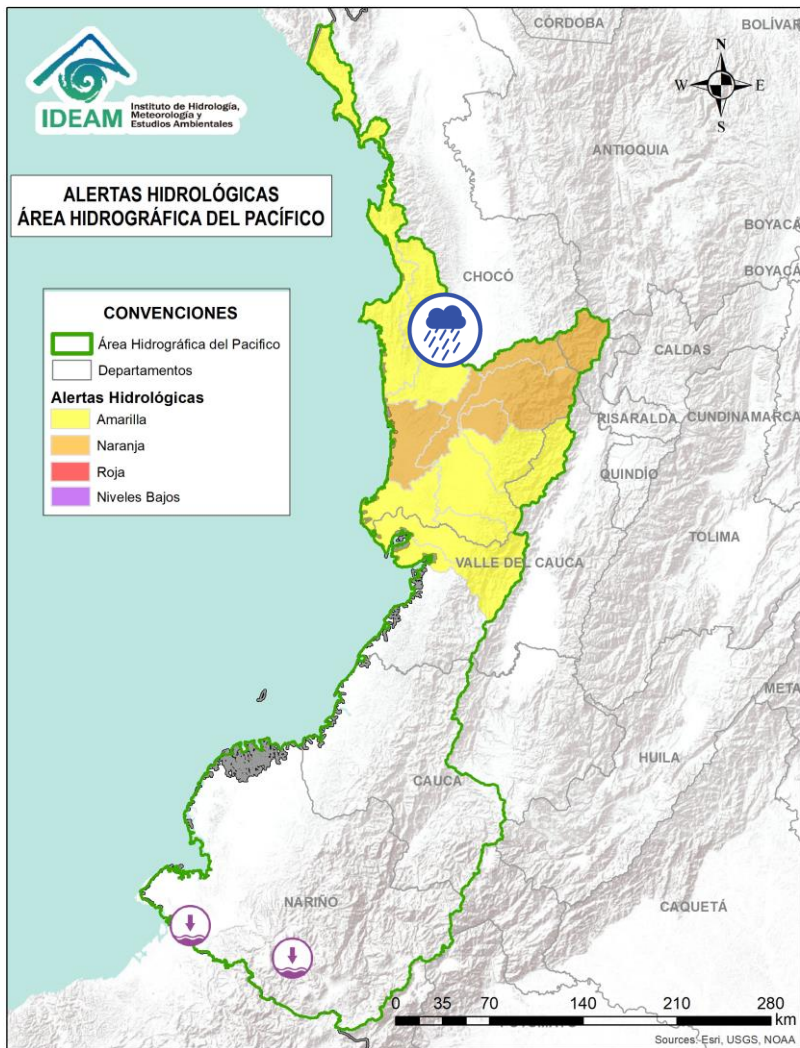 IDEAM
Instituto de Hidrología,
Meteorología y
Estudios Ambientales
ALERTAS HIDROLÓGICAS
ÁREA HIDROGRÁFICA DEL PACÍFICO
CONVENCIONES
Área Hidrográfica del Pacifico
Departamentos
Alertas Hidrológicas
Amarilla
Naranja
Roja
Niveles Bajos
CÓRDOBA
BOLÍVAR
N
W
E
S
ANTIOQUIA
BOYACÁ
BOYACÁ
CHOCÓ
CALDAS
RISARALDA
CUNDINAMARCA
QUINDÍO
TOLIMA
VALLE DEL CAUCA
META
HUILA
CAUCA
NARIÑO
CAQUETÁ
0 35 70 140 210 280
km
Sources: Esri, USGS, NOAA